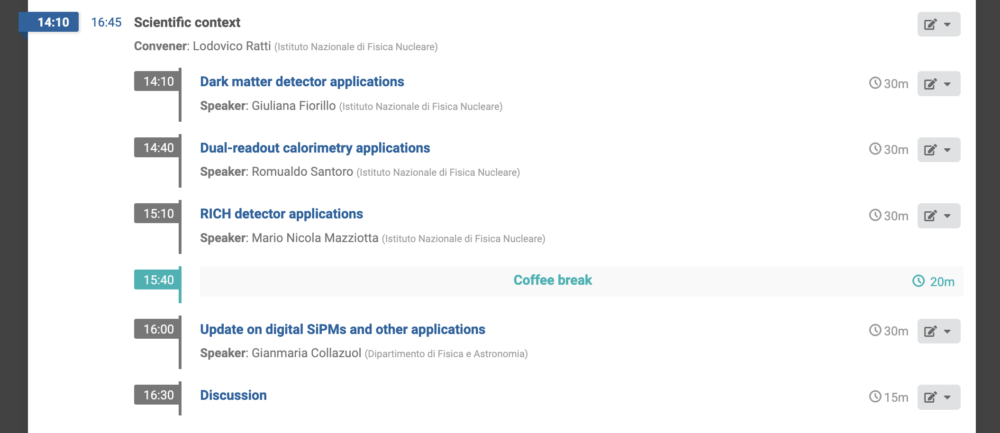 14:10 16:45 Scientific context
Convener: Lodovico Ratti (Istituto Nazionale di Fisica Nucleare)
14:10 Dark matter detector applications 30m
Speaker: Giuliana Fiorillo (Istituto Nazionale di Fisica Nucleare)
14:40 Dual-readout calorimetry applications 30m
Speaker: Romualdo Santoro (Istituto Nazionale di Fisica Nucleare)
15:10 RICH detector applications 30m
Speaker: Mario Nicola Mazziotta (Istituto Nazionale di Fisica Nucleare)
15:40 Coffee break 20m
16:00 Update on digital SiPMs and other applications 30m
Speaker: Gianmaria Collazuol (Dipartimento di Fisica e Astronomia)
16:30 Discussion 15m